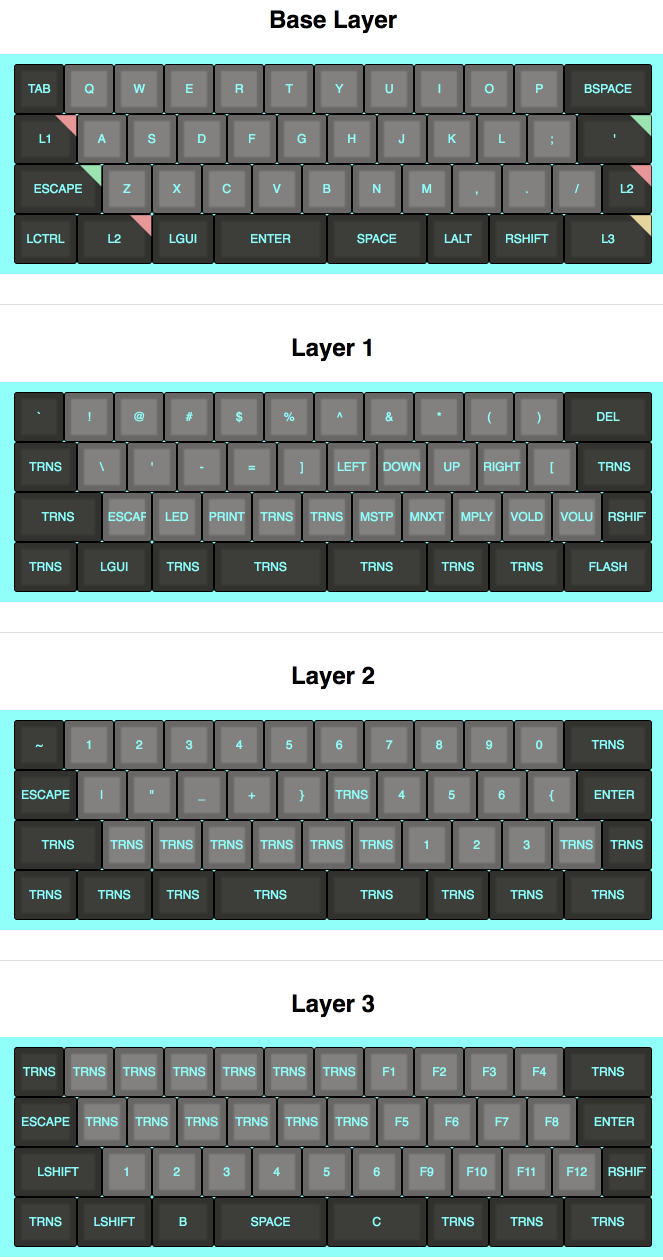 Base Layer
TAB Q W E R T Y U I O P BSPACE
L1 A S D F G H J K L ; '
ESCAPE Z X C V B N M , . / L2
LCTRL L2 LGUI ENTER SPACE LALT RSHIFT L3
Layer 1
` ! @ # $ % ^ & * ( ) DEL
TRNS \ ' - = ] LEFT DOWN UP RIGHT [ TRNS
TRNS ESCAP LED PRINT TRNS TRNS MSTP MNXT MPLY VOLD VOLU RSHIF
TRNS LGUI TRNS TRNS TRNS TRNS TRNS FLASH
Layer 2
~ 1 2 3 4 5 6 7 8 9 0 TRNS
ESCAPE | " _ + } TRNS 4 5 6 { ENTER
TRNS TRNS TRNS TRNS TRNS TRNS TRNS 1 2 3 TRNS TRNS
TRNS TRNS TRNS TRNS TRNS TRNS TRNS TRNS
Layer 3
TRNS TRNS TRNS TRNS TRNS TRNS TRNS F1 F2 F3 F4 TRNS
ESCAPE TRNS TRNS TRNS TRNS TRNS TRNS F5 F6 F7 F8 ENTER
LSHIFT 1 2 3 4 5 6 F9 F10 F11 F12 RSHIF
TRNS LSHIFT B SPACE C TRNS TRNS TRNS